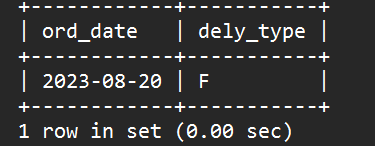 +------------+-----------+
| ord_date   | dely_type |
+------------+-----------+
| 2023-08-20 | F         |
+------------+-----------+
1 row in set (0.00 sec)